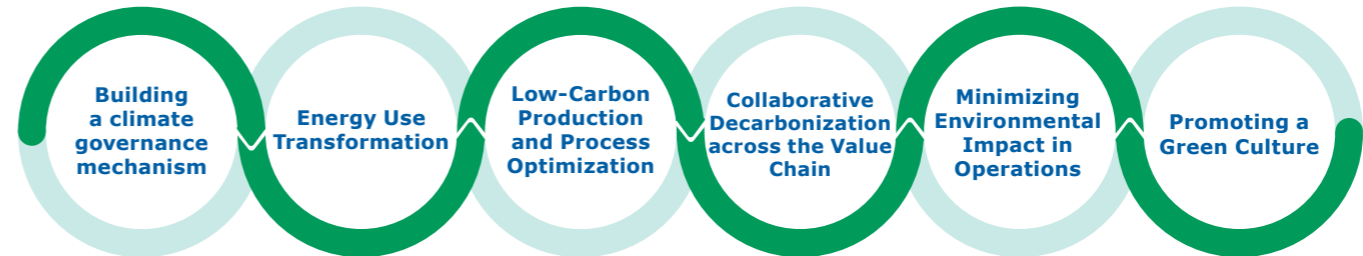 Building
a climate
governance
mechanism
Energy Use
Transformation
Low-Carbon
Production
and Process
Optimization
Collaborative
Decarbonization
across the Value
Chain
Minimizing
Environmental
Impact in
Operations
Promoting a
Green Culture